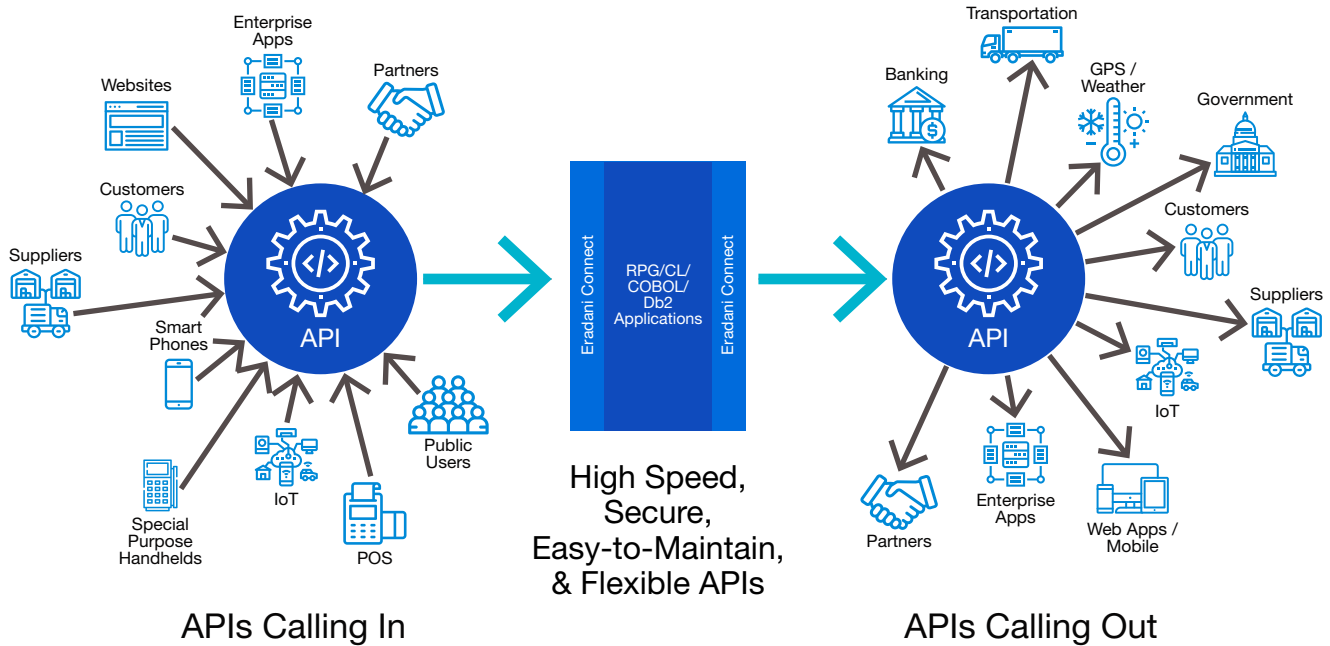 Enterprise
Apps
Websites
Partners
Customers
Suppliers
Smart
Phones
Special
Purpose
Handhelds
IoT
POS
Public
Users
</>
API
APIs Calling In
Eradani Connect
RPG/CL/
COBOL/
Db2
Applications
Eradani Connect
High Speed,
Secure,
Easy-to-Maintain,
& Flexible APIs
Transportation
Banking
$
GPS /
Weather
Government
Customers
Suppliers
IoT
Web Apps /
Mobile
Enterprise
Apps
Partners
</>
API
APIs Calling Out